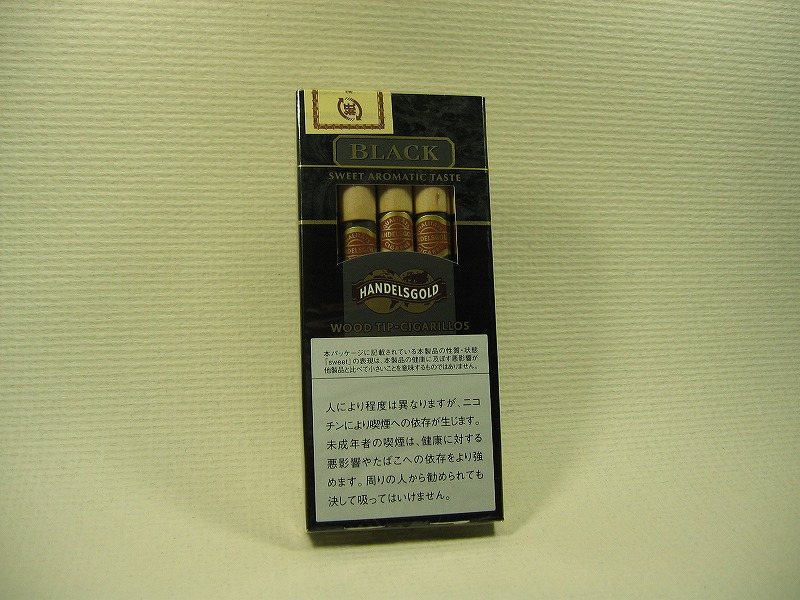 BLACK
SWEET AROMATIC TASTE
HANDELSGOLD
WOOD TIP-CIGARILLOS
本パッケージに記載されている本製品の性質・状態
「sweet」の表現は、本製品の健康に及ぼす悪影響が
他製品と比べて小さいことを意味するものではありません。
人により程度は異なりますが、ニコ
チンにより喫煙への依存が生じます。
未成年者の喫煙は、健康に対する
悪影響やたばこへの依存をより強
めます。周りの人から勧められても
決して吸ってはいけません。